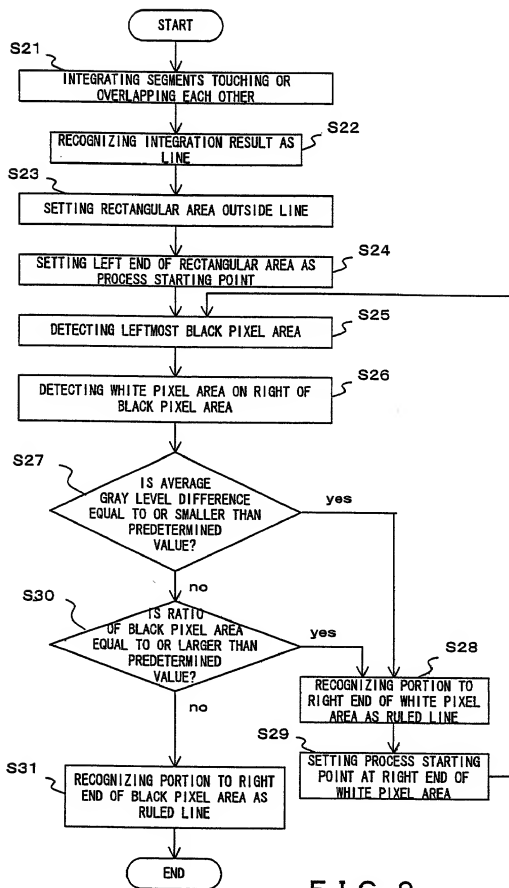 START
S21
INTEGRATING SEGMENTS TOUCHING OR
OVERLAPPING EACH OTHER
S22
RECOGNIZING INTEGRATION RESULT AS
LINE
S23
SETTING RECTANGULAR AREA OUTSIDE LINE
S24
SETTING LEFT END OF RECTANGULAR AREA AS
PROCESS STARTING POINT
S25
DETECTING LEFTMOST BLACK PIXEL AREA
S26
DETECTING WHITE PIXEL AREA ON RIGHT OF
BLACK PIXEL AREA
S27
IS AVERAGE
GRAY LEVEL DIFFERENCE
EQUAL TO OR SMALLER THAN
PREDETERMINED
VALUE?
yes
no
S30
IS RATIO
OF BLACK PIXEL AREA
EQUAL TO OR LARGER THAN
PREDETERMINED
VALUE?
yes
no
S28
RECOGNIZING PORTION TO
RIGHT END OF WHITE PIXEL
AREA AS RULED LINE
S29
SETTING PROCESS STARTING
POINT AT RIGHT END OF
WHITE PIXEL AREA
S31
RECOGNIZING PORTION TO RIGHT
END OF BLACK PIXEL AREA AS
RULED LINE
END